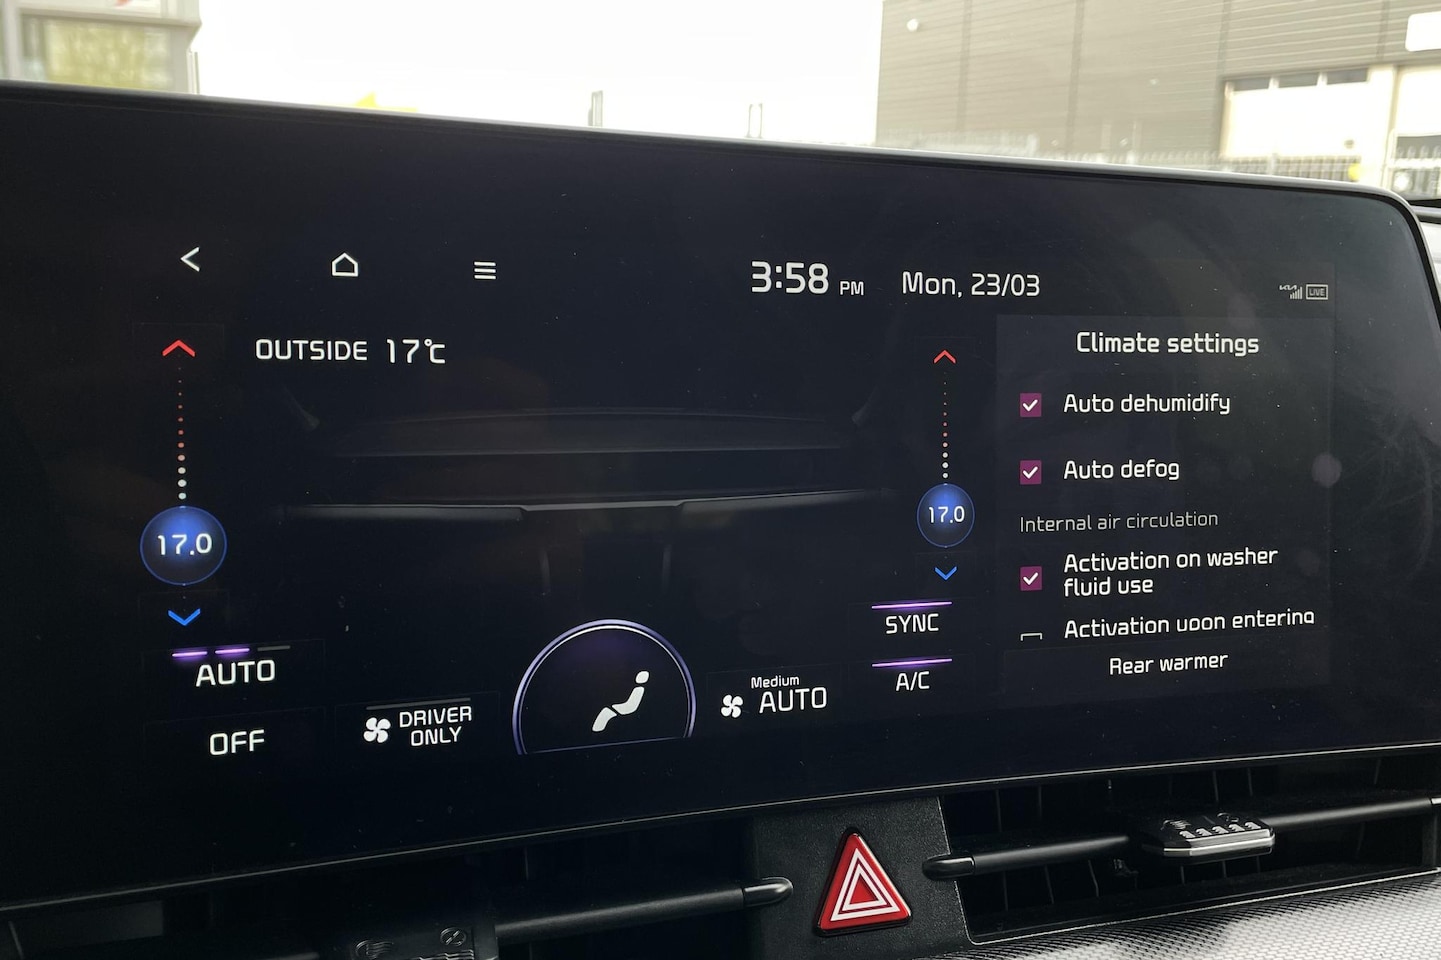 3:58 PM Mon, 23/03
KIA LIVE
OUTSIDE 17℃
Climate settings
Auto dehumidify
Auto defog
Internal air circulation
Activation on washer
fluid use
Activation upon entering
Rear warmer
17.0
17.0
SYNC
A/C
AUTO
OFF
DRIVER
ONLY
Medium
AUTO